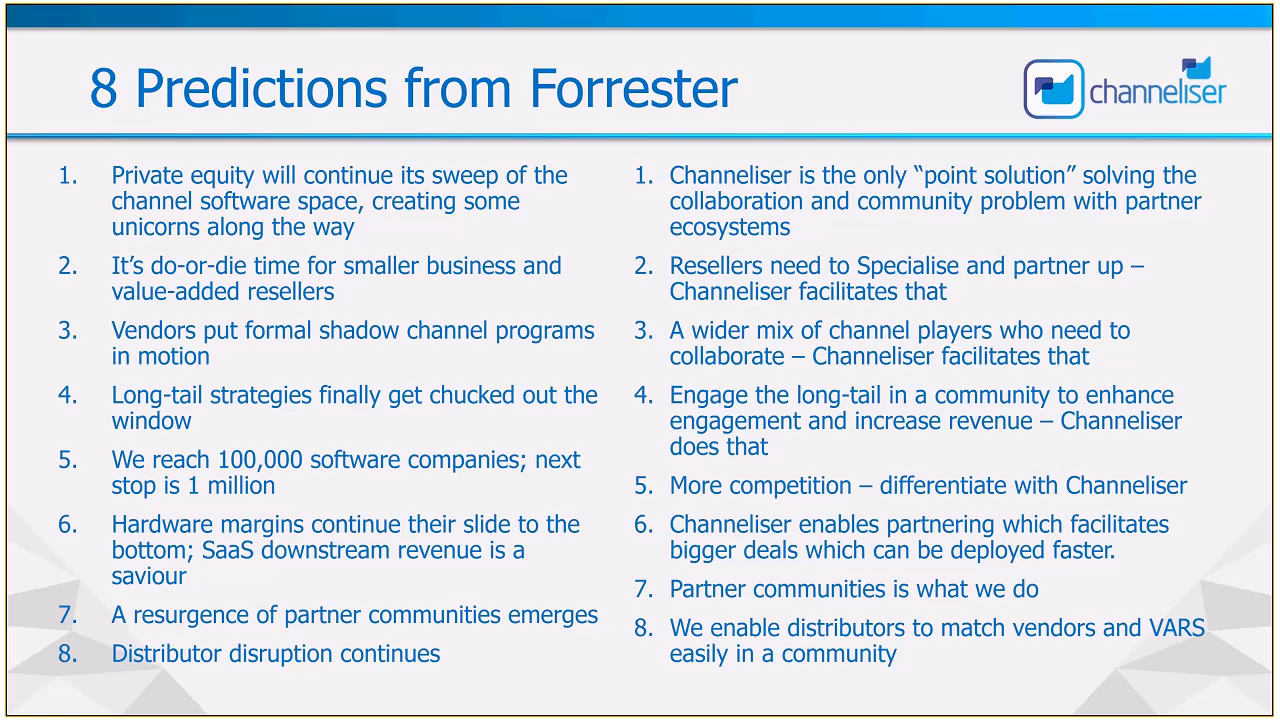 8 Predictions from Forrester
channeliser
1. Private equity will continue its sweep of the
channel software space, creating some
unicorns along the way
2. It’s do-or-die time for smaller business and
value-added resellers
3. Vendors put formal shadow channel programs
in motion
4. Long-tail strategies finally get chucked out the
window
5. We reach 100,000 software companies; next
stop is 1 million
6. Hardware margins continue their slide to the
bottom; SaaS downstream revenue is a
saviour
7. A resurgence of partner communities emerges
8. Distributor disruption continues
1. Channeliser is the only “point solution” solving the
collaboration and community problem with partner
ecosystems
2. Resellers need to Specialise and partner up –
Channeliser facilitates that
3. A wider mix of channel players who need to
collaborate – Channeliser facilitates that
4. Engage the long-tail in a community to enhance
engagement and increase revenue – Channeliser
does that
5. More competition – differentiate with Channeliser
6. Channeliser enables partnering which facilitates
bigger deals which can be deployed faster.
7. Partner communities is what we do
8. We enable distributors to match vendors and VARS
easily in a community